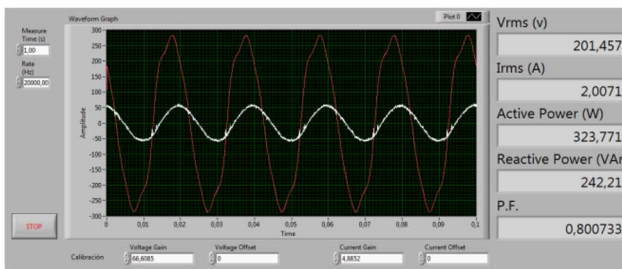 Waveform Graph
Plot 0
Measure
Time (s)
1,00
Rate
(Hz)
20000,00
STOP
Amplitude
300
250
200
150
100
50
0
-50
-100
-150
-200
-250
-300
0 0,01 0,02 0,03 0,04 0,05 0,06 0,07 0,08 0,09 0,1
Time
Calibración
Voltage Gain
66,6085
Voltage Offset
0
Current Gain
4,8852
Current Offset
0
Vrms (v)
201,457
Irms (A)
2,0071
Active Power (W)
323,771
Reactive Power (VAr
242,21
P.F.
0,800733